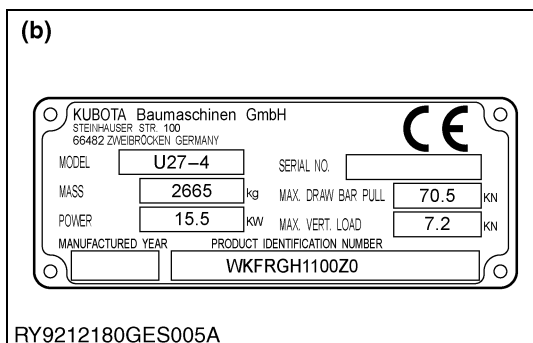 (b)
KUBOTA Baumaschinen GmbH
STEINHAUSER STR. 100
66482 ZWEIBRÖCKEN GERMANY
CE
MODEL U27–4 SERIAL NO.
MASS 2665 kg MAX. DRAW BAR PULL 70.5 KN
POWER 15.5 KW MAX. VERT. LOAD 7.2 KN
MANUFACTURED YEAR PRODUCT IDENTIFICATION NUMBER
WKFRGH1100Z0
RY9212180GES005A